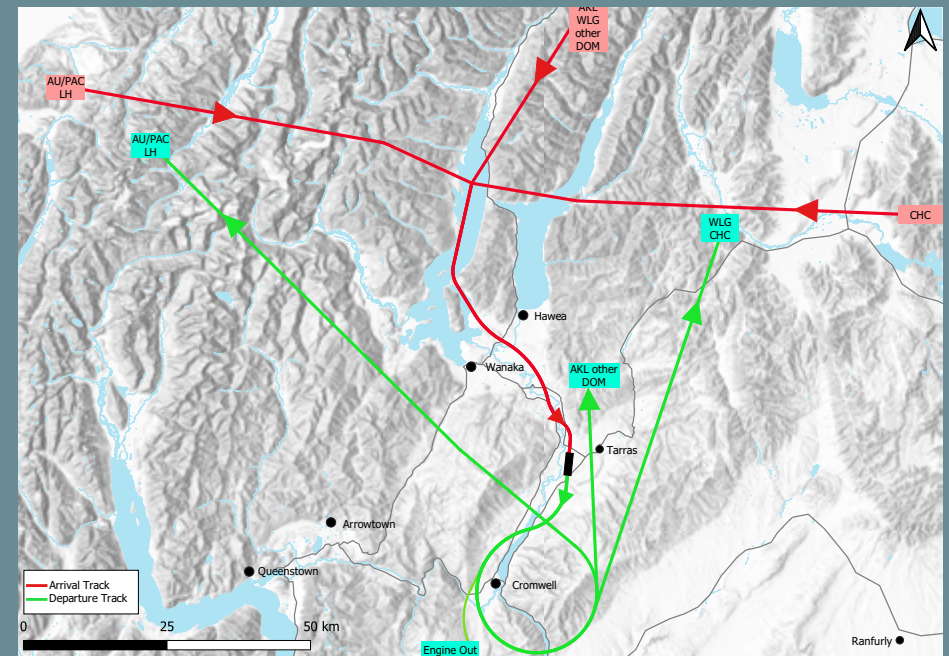 AKL
WLG
other
DOM
AU/PAC
LH
AU/PAC
LH
CHC
WLG
CHC
Hawea
Wanaka
AKL other
DOM
Tarras
Arrowtown
Queenstown
Cromwell
Arrival Track
Departure Track
0 25 50 km
Engine Out
Ranfurly